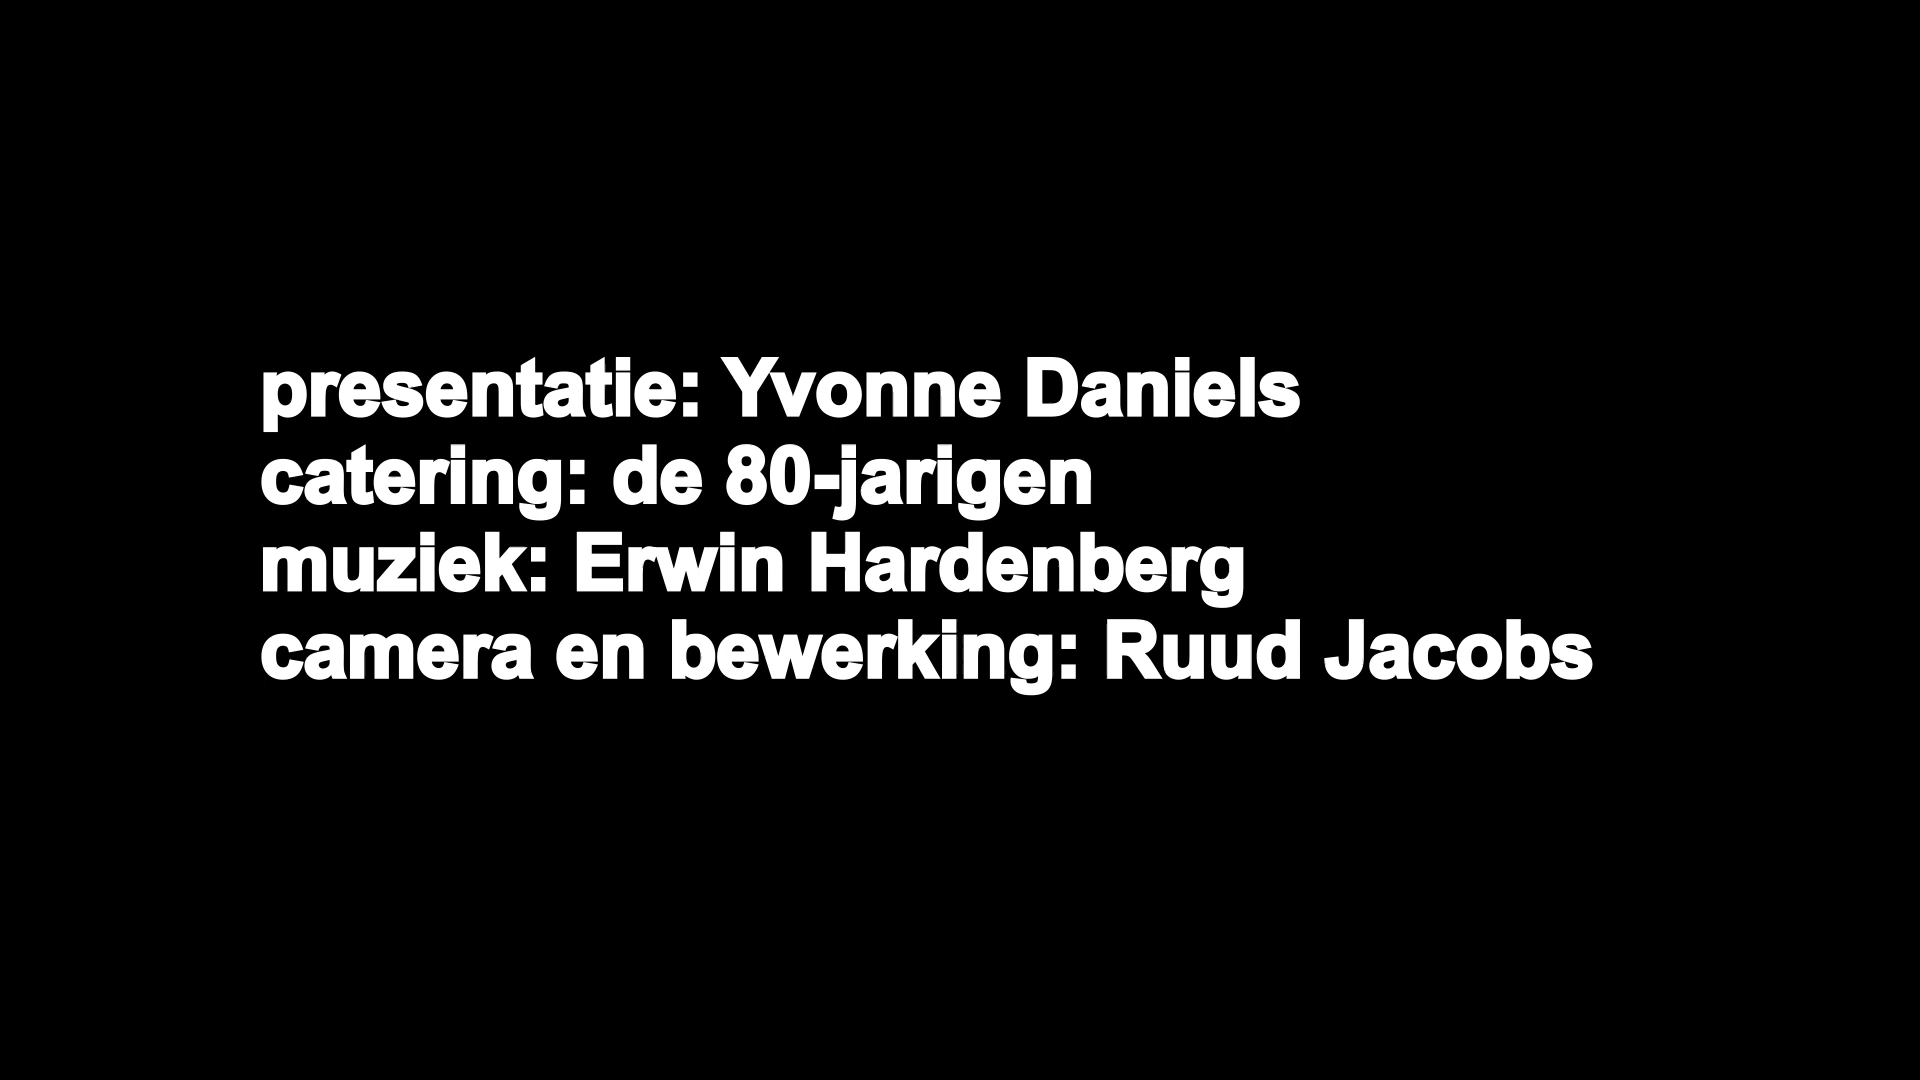 presentatie: Yvonne Daniels
catering: de 80-jarigen
muziek: Erwin Hardenberg
camera en bewerking: Ruud Jacobs